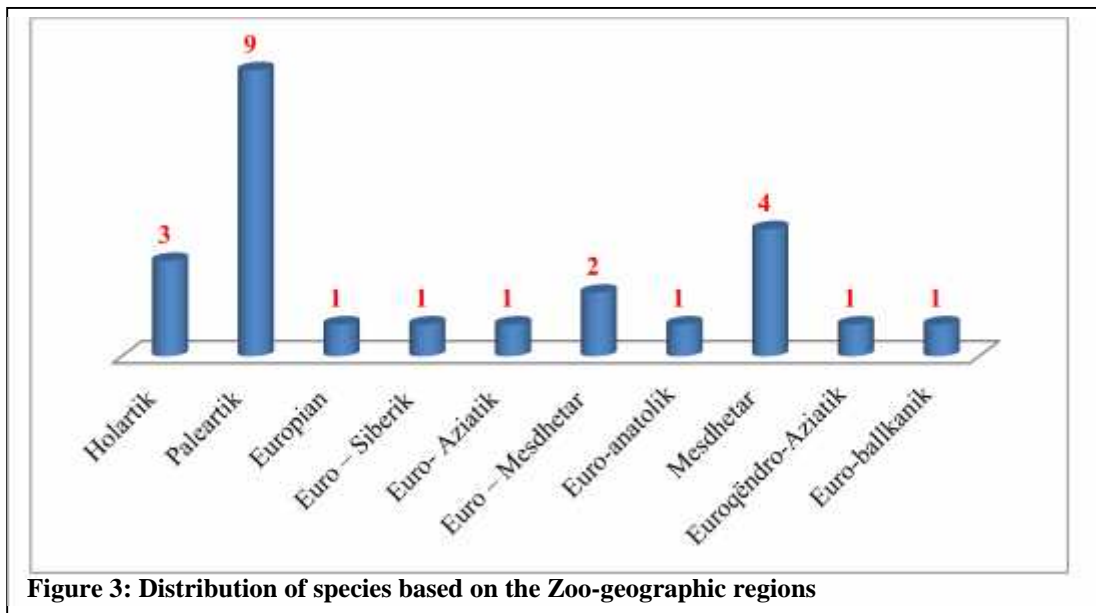 9
3
1
1
1
2
1
4
1
1
Holartik
Paleartik
Europian
Euro – Siberik
Euro- Aziatik
Euro – Mesdhetar
Euro-anatolik
Mesdhetar
Euroqëndro-Aziatik
Euro-ballkanik
Figure 3: Distribution of species based on the Zoo-geographic regions